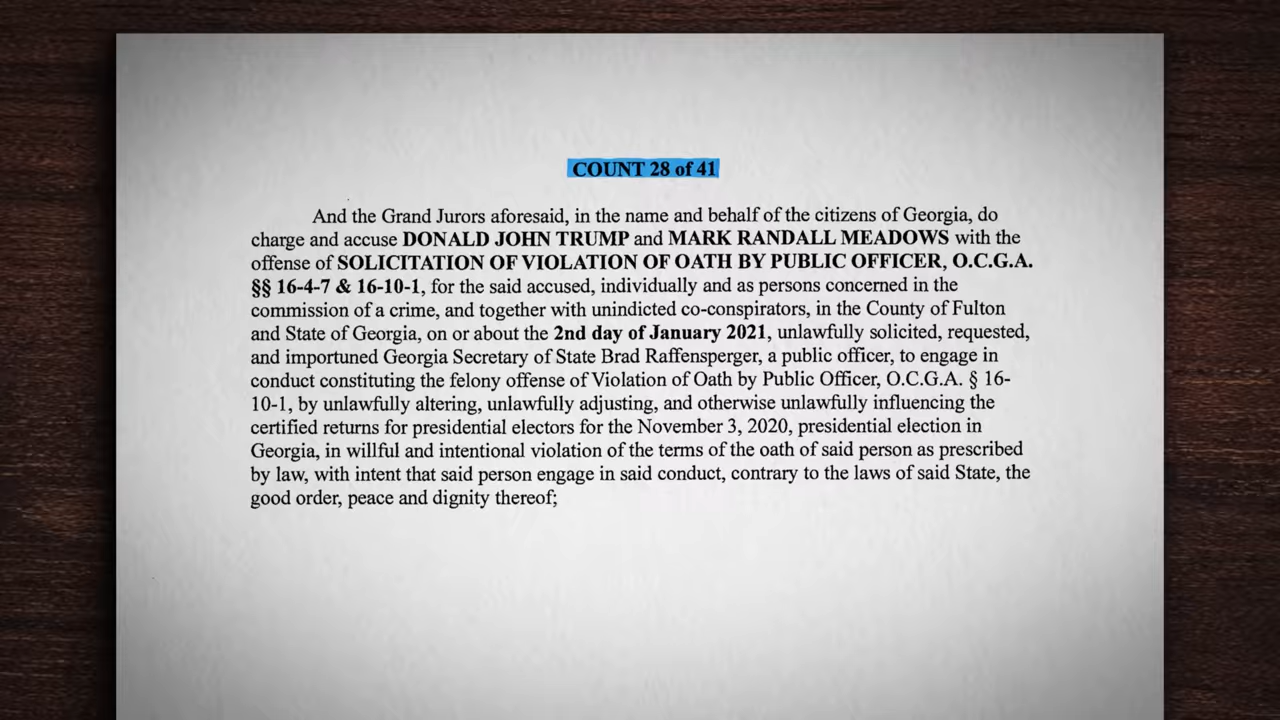 COUNT 28 of 41
And the Grand Jurors aforesaid, in the name and behalf of the citizens of Georgia, do
charge and accuse DONALD JOHN TRUMP and MARK RANDALL MEADOWS with the
offense of SOLICITATION OF VIOLATION OF OATH BY PUBLIC OFFICER, O.C.G.A.
§§ 16-4-7 & 16-10-1, for the said accused, individually and as persons concerned in the
commission of a crime, and together with unindicted co-conspirators, in the County of Fulton
and State of Georgia, on or about the 2nd day of January 2021, unlawfully solicited, requested,
and importuned Georgia Secretary of State Brad Raffensperger, a public officer, to engage in
conduct constituting the felony offense of Violation of Oath by Public Officer, O.C.G.A. § 16-
10-1, by unlawfully altering, unlawfully adjusting, and otherwise unlawfully influencing the
certified returns for presidential electors for the November 3, 2020, presidential election in
Georgia, in willful and intentional violation of the terms of the oath of said person as prescribed
by law, with intent that said person engage in said conduct, contrary to the laws of said State, the
good order, peace and dignity thereof;